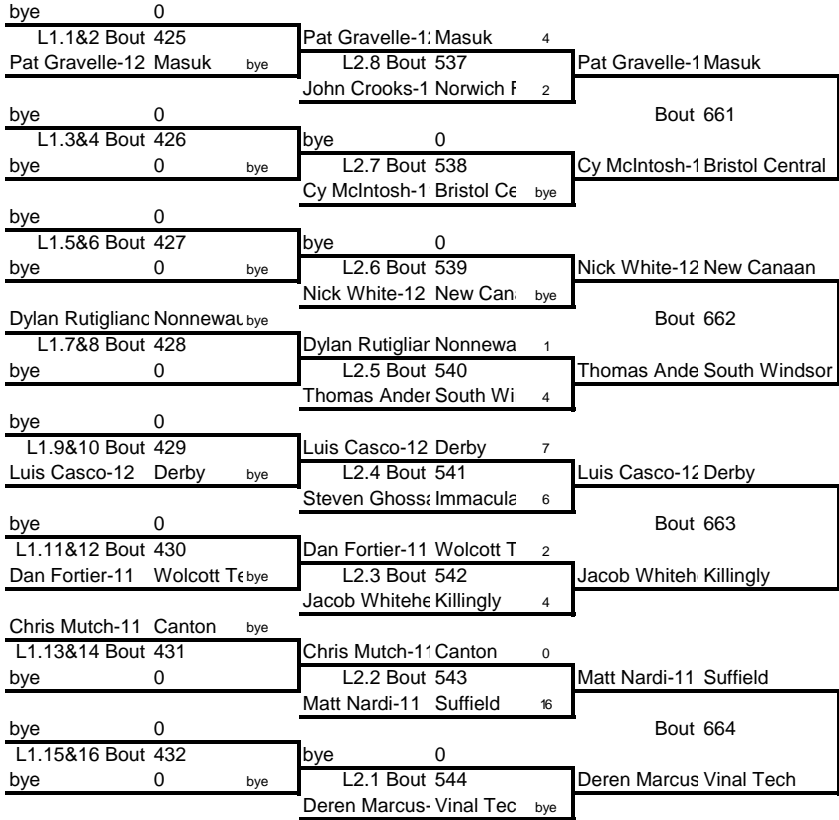 bye 0
L1.1&2 Bout 425 Pat Gravelle-1 Masuk 4
Pat Gravelle-12 Masuk bye L2.8 Bout 537 Pat Gravelle-1 Masuk
John Crooks-1 Norwich F 2
bye 0 Bout 661
L1.3&4 Bout 426 bye 0
bye 0 bye L2.7 Bout 538 Cy McIntosh-1 Bristol Central
Cy McIntosh-1 Bristol Ce bye
bye 0
L1.5&6 Bout 427 bye 0
bye 0 bye L2.6 Bout 539 Nick White-12 New Canaan
Nick White-12 New Can bye
Dylan Rutigliano Nonnewau bye Bout 662
L1.7&8 Bout 428 Dylan Rutiglian Nonnewa 1
bye 0 L2.5 Bout 540 Thomas Ande South Windsor
Thomas Ander South Wi 4
bye 0
L1.9&10 Bout 429 Luis Casco-12 Derby 7
Luis Casco-12 Derby bye L2.4 Bout 541 Luis Casco-12 Derby
Steven Ghossa Immacula 6
bye 0 Bout 663
L1.11&12 Bout 430 Dan Fortier-11 Wolcott T 2
Dan Fortier-11 Wolcott Te bye L2.3 Bout 542 Jacob Whiteh Killingly
Jacob Whitehe Killingly 4
Chris Mutch-11 Canton bye
L1.13&14 Bout 431 Chris Mutch-11 Canton 0
bye 0 L2.2 Bout 543 Matt Nardi-11 Suffield
Matt Nardi-11 Suffield 16
bye 0 Bout 664
L1.15&16 Bout 432 bye 0
bye 0 bye L2.1 Bout 544 Deren Marcus Vinal Tech
Deren Marcus- Vinal Tec bye